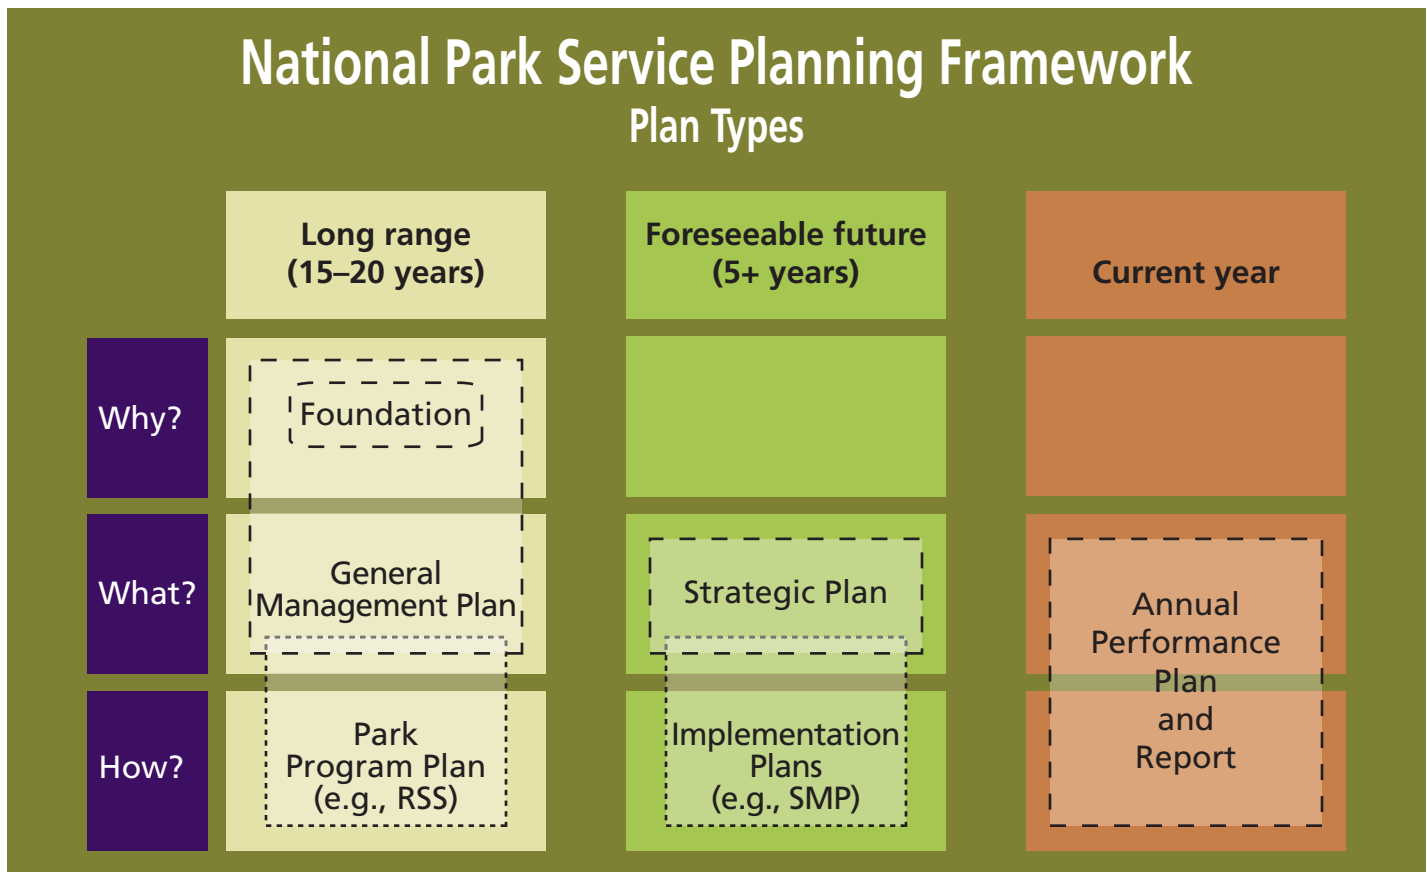 National Park Service Planning Framework
Plan Types
Long range
(15–20 years)
Foreseeable future
(5+ years)
Current year
Why?
Foundation
What?
General
Management Plan
Strategic Plan
Annual
Performance
Plan
and
Report
How?
Park
Program Plan
(e.g., RSS)
Implementation
Plans
(e.g., SMP)